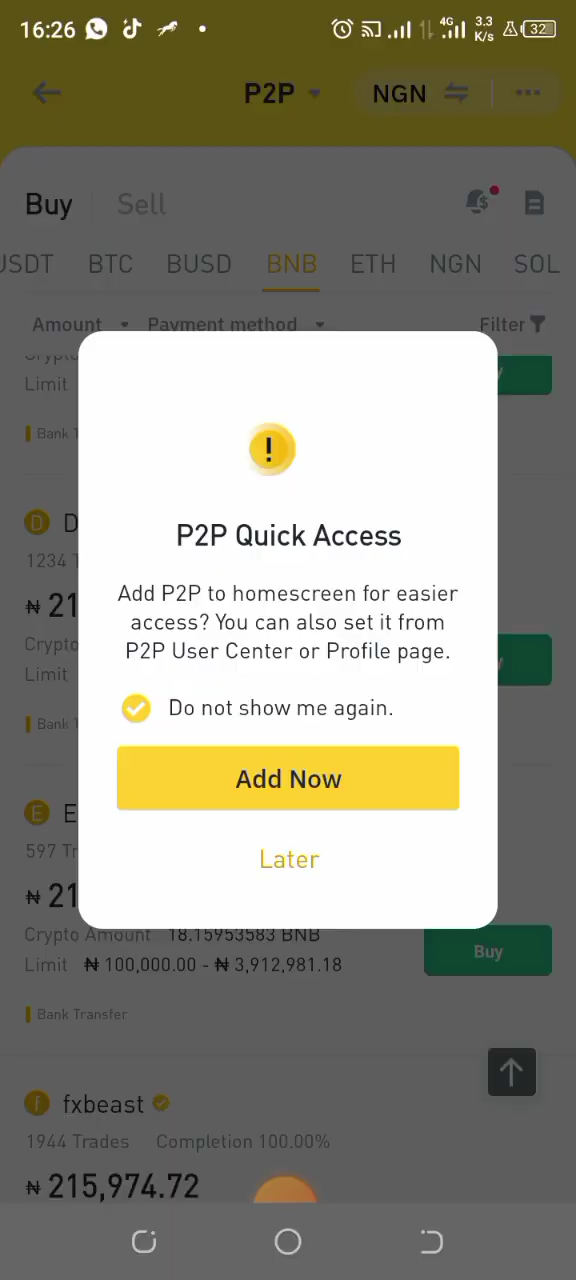 16:26
4G
3.3
K/s
32
P2P
NGN
Buy
Sell
USDT BTC BUSD BNB ETH NGN SOL
Amount
Payment method
Filter
Limit
Bank
D
1234
₦ 21
Crypto
Limit
Bank
P2P Quick Access
Add P2P to homescreen for easier
access? You can also set it from
P2P User Center or Profile page.
Do not show me again.
Add Now
Later
E
597
₦ 21
Crypto Amount 18.15953583 BNB
Limit ₦ 100,000.00 - ₦ 3,912,981.18
Buy
Bank Transfer
f fxbeast
1944 Trades Completion 100.00%
₦ 215,974.72